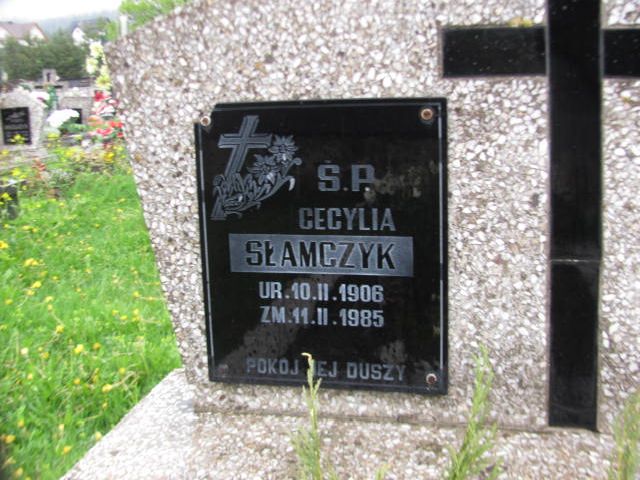 Ś.P.
CECYLIA
SŁAMCZYK
UR.10.II.1906
ZM.11.II.1985
POKÓJ JEJ DUSZY